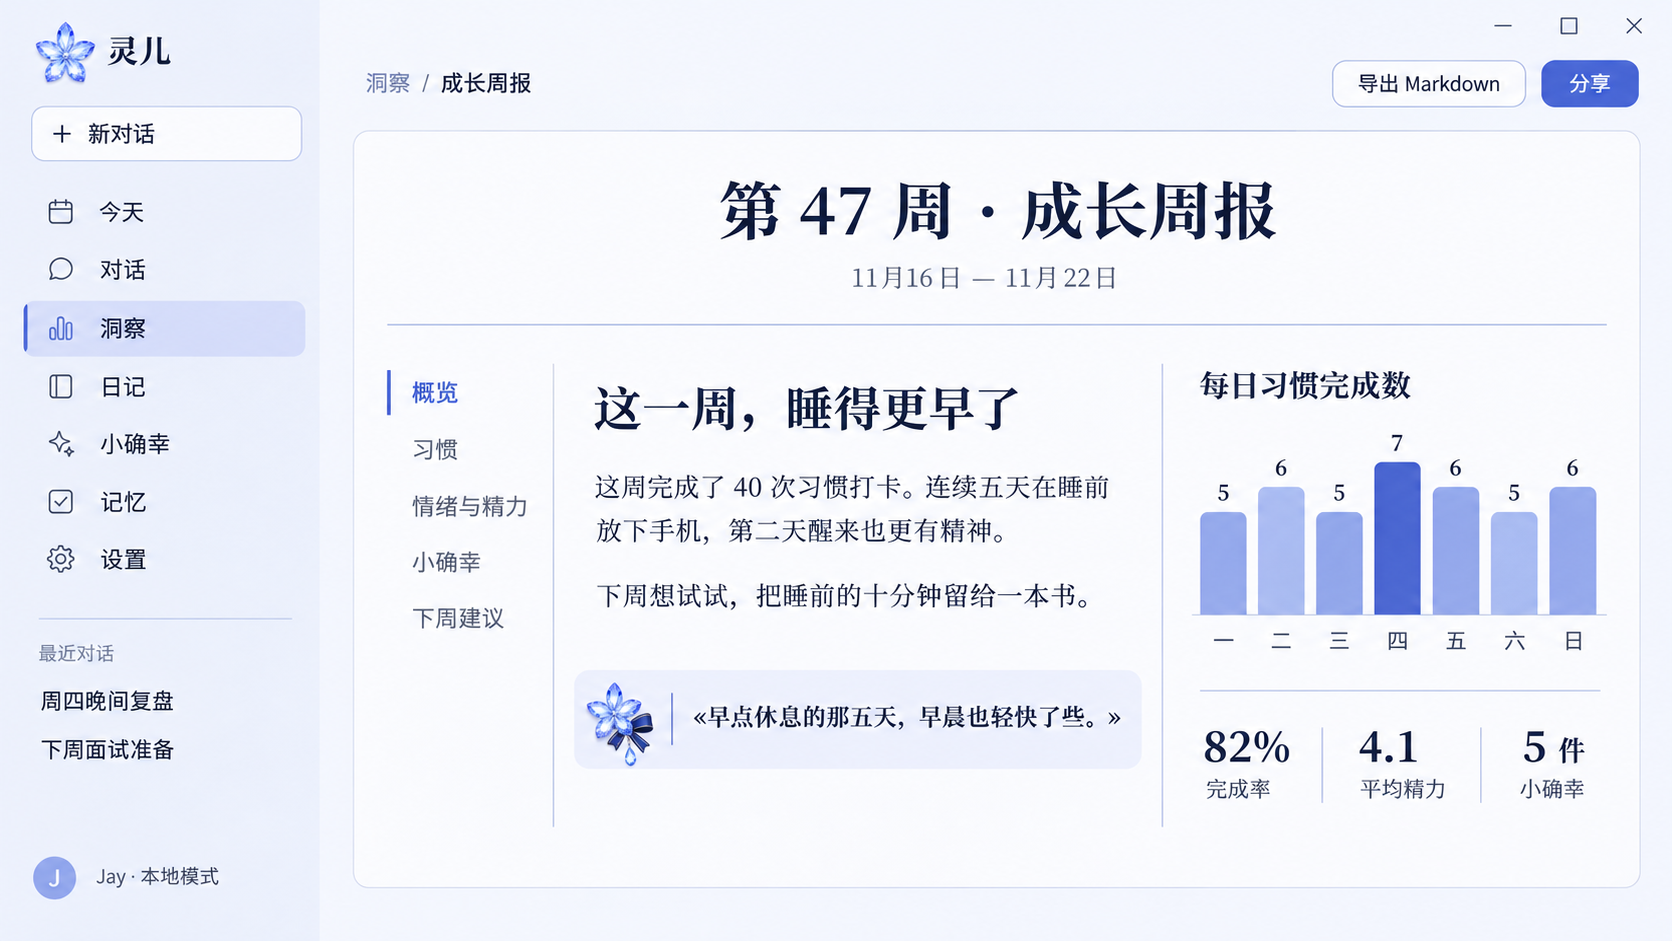 灵儿
+ 新对话
今天
对话
洞察
日记
小确幸
记忆
设置
最近对话
周四晚间复盘
下周面试准备
J
Jay · 本地模式
洞察 / 成长周报
导出 Markdown
分享
第 47 周 · 成长周报
11月16日 — 11月22日
概览
习惯
情绪与精力
小确幸
下周建议
这一周，睡得更早了
这周完成了 40 次习惯打卡。连续五天在睡前
放下手机，第二天醒来也更有精神。
下周想试试，把睡前的十分钟留给一本书。
«早点休息的那五天，早晨也轻快了些。»
每日习惯完成数
5 6 5 7 6 5 6
一 二 三 四 五 六 日
82% 4.1 5 件
完成率 平均精力 小确幸